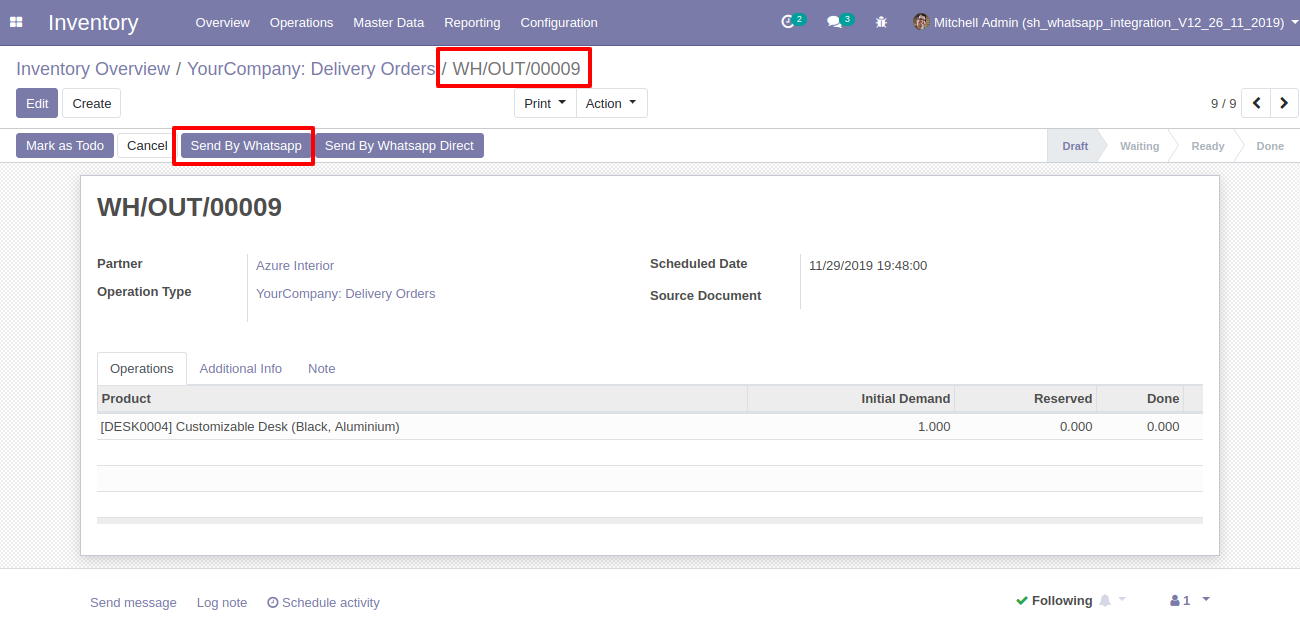 Inventory Overview Operations Master Data Reporting Configuration 2 3 Mitchell Admin (sh_whatsapp_integration_V12_26_11_2019)
Inventory Overview / YourCompany: Delivery Orders / WH/OUT/00009
Edit Create Print Action 9 / 9
Mark as Todo Cancel Send By Whatsapp Send By Whatsapp Direct Draft Waiting Ready Done
WH/OUT/00009
Partner Azure Interior Scheduled Date 11/29/2019 19:48:00
Operation Type YourCompany: Delivery Orders Source Document
Operations Additional Info Note
Product Initial Demand Reserved Done
[DESK0004] Customizable Desk (Black, Aluminium) 1.000 0.000 0.000
Send message Log note Schedule activity Following 1